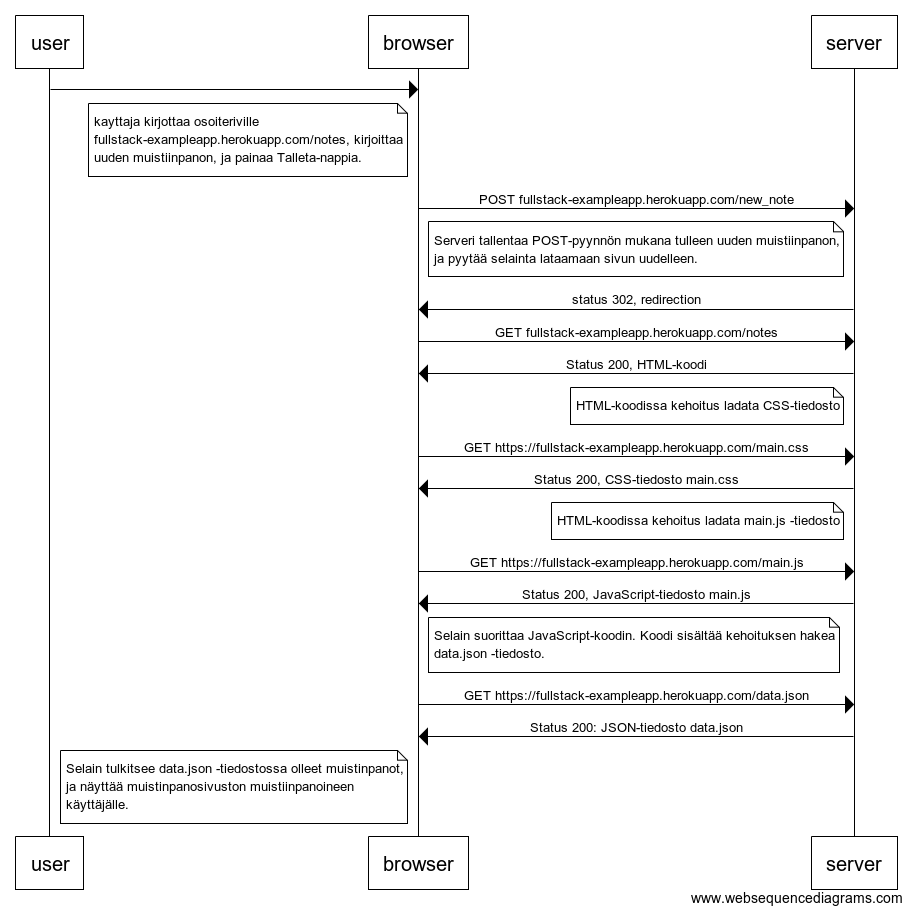 user
browser
server
kayttaja kirjottaa osoiteriville
fullstack-exampleapp.herokuapp.com/notes, kirjoittaa
uuden muistiinpanon, ja painaa Talleta-nappia.
POST fullstack-exampleapp.herokuapp.com/new_note
Serveri tallentaa POST-pyynnön mukana tulleen uuden muistiinpanon,
ja pyytää selainta lataamaan sivun uudelleen.
status 302, redirection
GET fullstack-exampleapp.herokuapp.com/notes
Status 200, HTML-koodi
HTML-koodissa kehoitus ladata CSS-tiedosto
GET https://fullstack-exampleapp.herokuapp.com/main.css
Status 200, CSS-tiedosto main.css
HTML-koodissa kehoitus ladata main.js -tiedosto
GET https://fullstack-exampleapp.herokuapp.com/main.js
Status 200, JavaScript-tiedosto main.js
Selain suorittaa JavaScript-koodin. Koodi sisältää kehoituksen hakea
data.json -tiedosto.
GET https://fullstack-exampleapp.herokuapp.com/data.json
Status 200: JSON-tiedosto data.json
Selain tulkitsee data.json -tiedostossa olleet muistinpanot,
ja näyttää muistinpanosivuston muistiinpanoineen
käyttäjälle.
user
browser
server
www.websequencediagrams.com